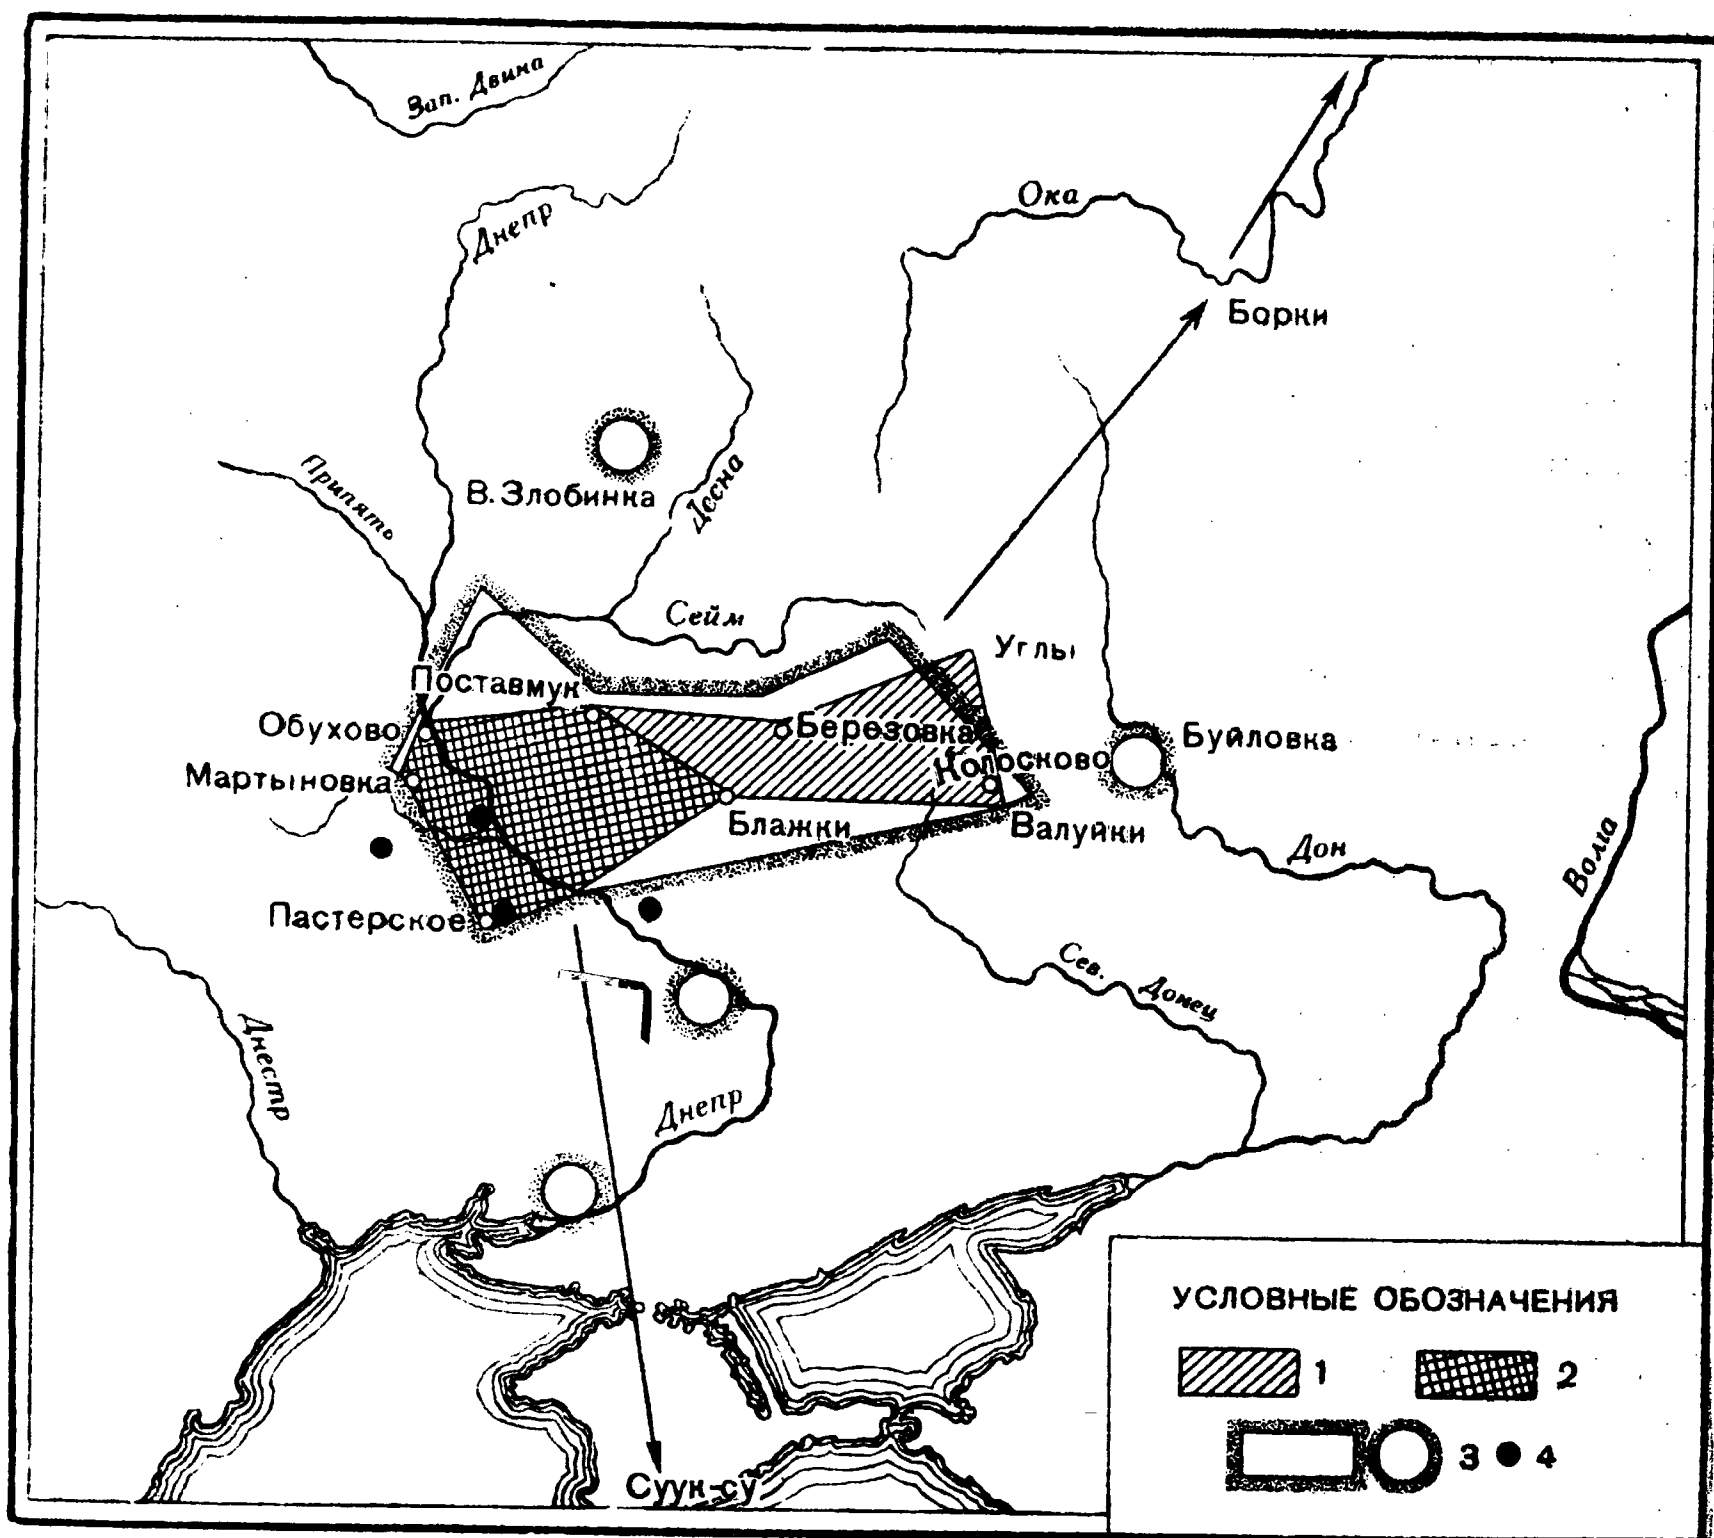 Зап. Двина
Днепр
Ока
Борки
В. Злобинка
Десна
Припять
Сейм
Углы
Поставмук
Обухово
Березовка
Буйловка
Колосково
Мартыновка
Блажки
Валуйки
Дон
Волга
Пастерское
Сев. Донец
Днестр
Днепр
УСЛОВНЫЕ ОБОЗНАЧЕНИЯ
1
2
3
4
Суук-су